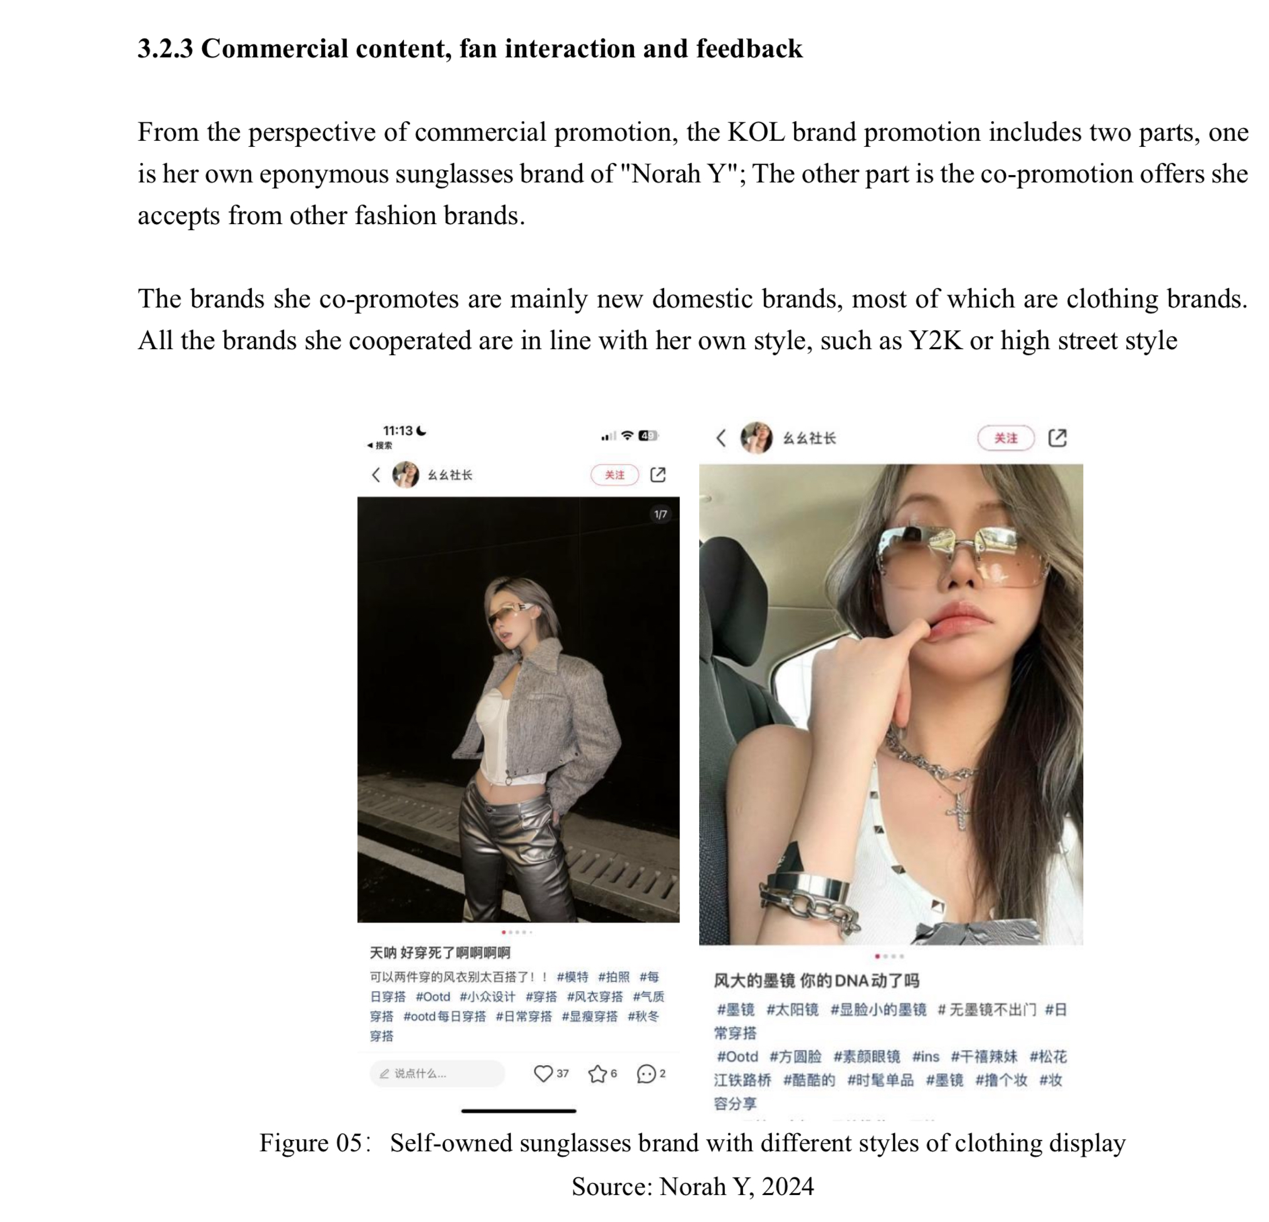 3.2.3 Commercial content, fan interaction and feedback
From the perspective of commercial promotion, the KOL brand promotion includes two parts, one
is her own eponymous sunglasses brand of "Norah Y"; The other part is the co-promotion offers she
accepts from other fashion brands.
The brands she co-promotes are mainly new domestic brands, most of which are clothing brands.
All the brands she cooperated are in line with her own style, such as Y2K or high street style
11:13
◂ 搜索
幺幺社长
关注
1/7
天呐 好穿死了啊啊啊啊
可以两件穿的风衣别太百搭了！！ #模特 #拍照 #每
日穿搭 #Ootd #小众设计 #穿搭 #风衣穿搭 #气质
穿搭 #ootd每日穿搭 #日常穿搭 #显瘦穿搭 #秋冬
穿搭
说点什么...
37
6
2
幺幺社长
关注
风大的墨镜 你的DNA动了吗
#墨镜 #太阳镜 #显脸小的墨镜 # 无墨镜不出门 #日
常穿搭
#Ootd #方圆脸 #素颜眼镜 #ins #干禧辣妹 #松花
江铁路桥 #酷酷的 #时髦单品 #墨镜 #撸个妆 #妆
容分享
Figure 05： Self-owned sunglasses brand with different styles of clothing display
Source: Norah Y, 2024